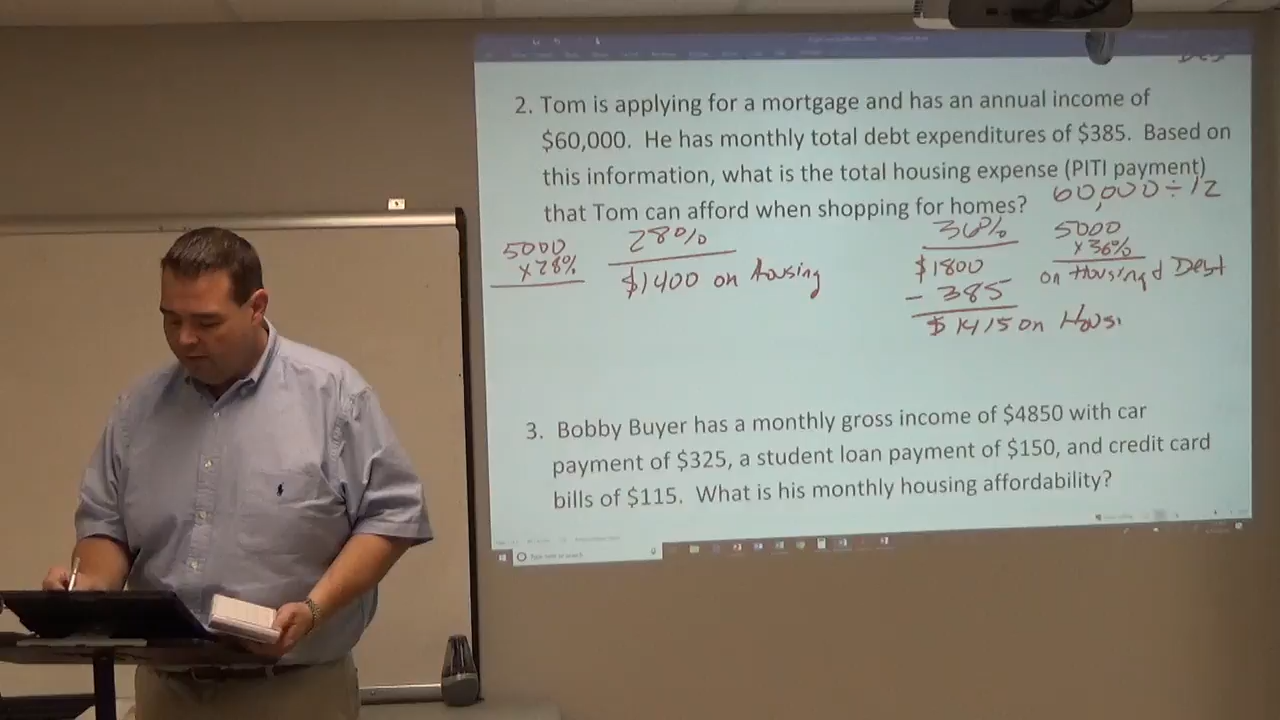 2. Tom is applying for a mortgage and has an annual income of
$60,000. He has monthly total debt expenditures of $385. Based on
this information, what is the total housing expense (PITI payment)
that Tom can afford when shopping for homes?
60,000 ÷ 12
5000
x28%
28%
$1400 on Housing
36%
$1800
- 385
$1415 on Housi
5000
x36%
on Housing & Debt
3. Bobby Buyer has a monthly gross income of $4850 with car
payment of $325, a student loan payment of $150, and credit card
bills of $115. What is his monthly housing affordability?